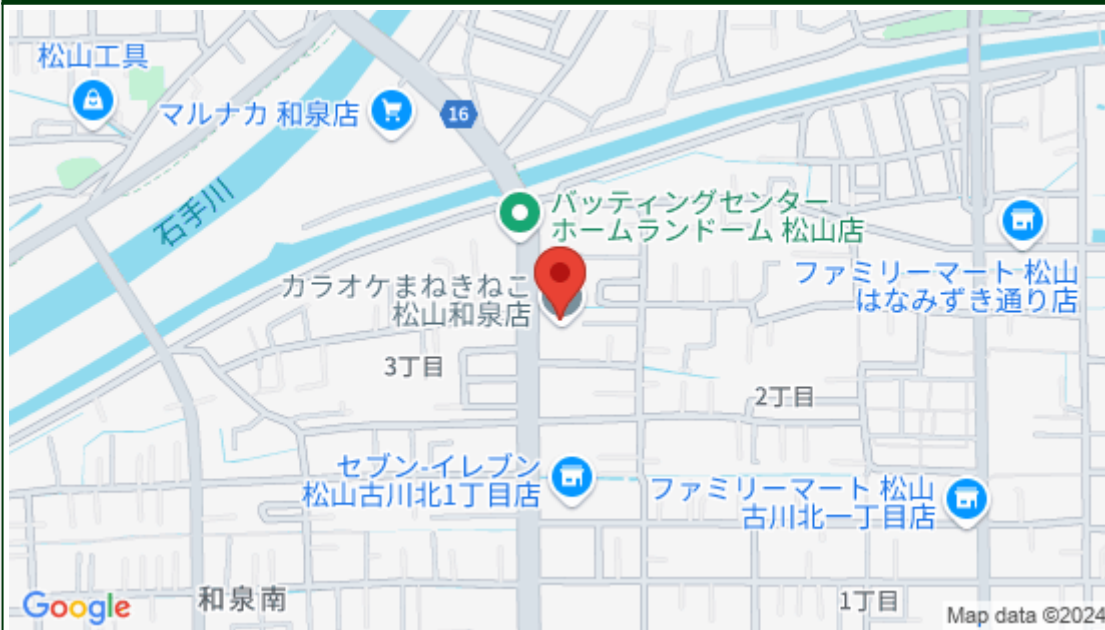 松山工具
マルナカ 和泉店
16
石手川
バッティングセンター
ホームランドーム 松山店
ファミリーマート 松山
はなみずき通り店
カラオケまねきねこ
松山和泉店
3丁目
2丁目
セブン-イレブン
松山古川北1丁目店
ファミリーマート 松山
古川北一丁目店
和泉南
1丁目
Google
Map data ©2024